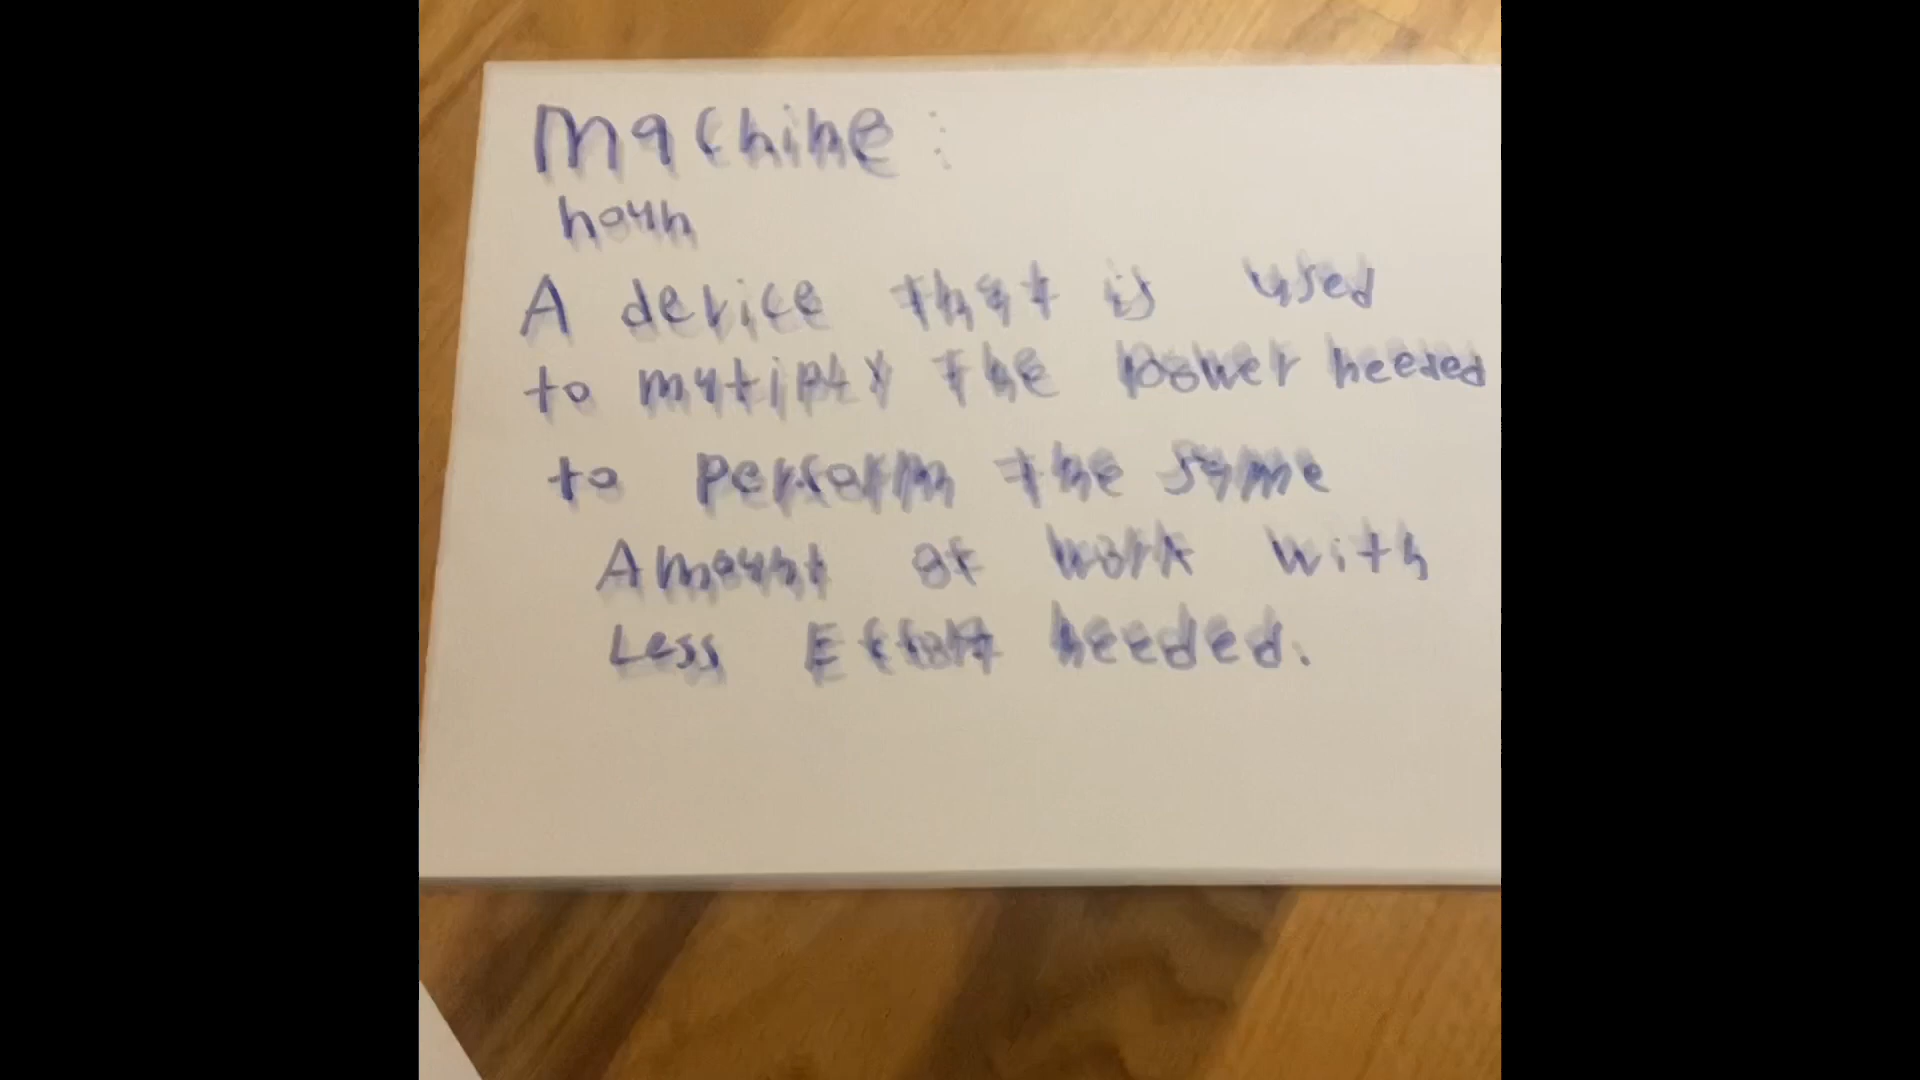 Machine:
noun
A device that is used
to mutiply the power needed
to perform the same
Amount of work with
Less Effort needed.